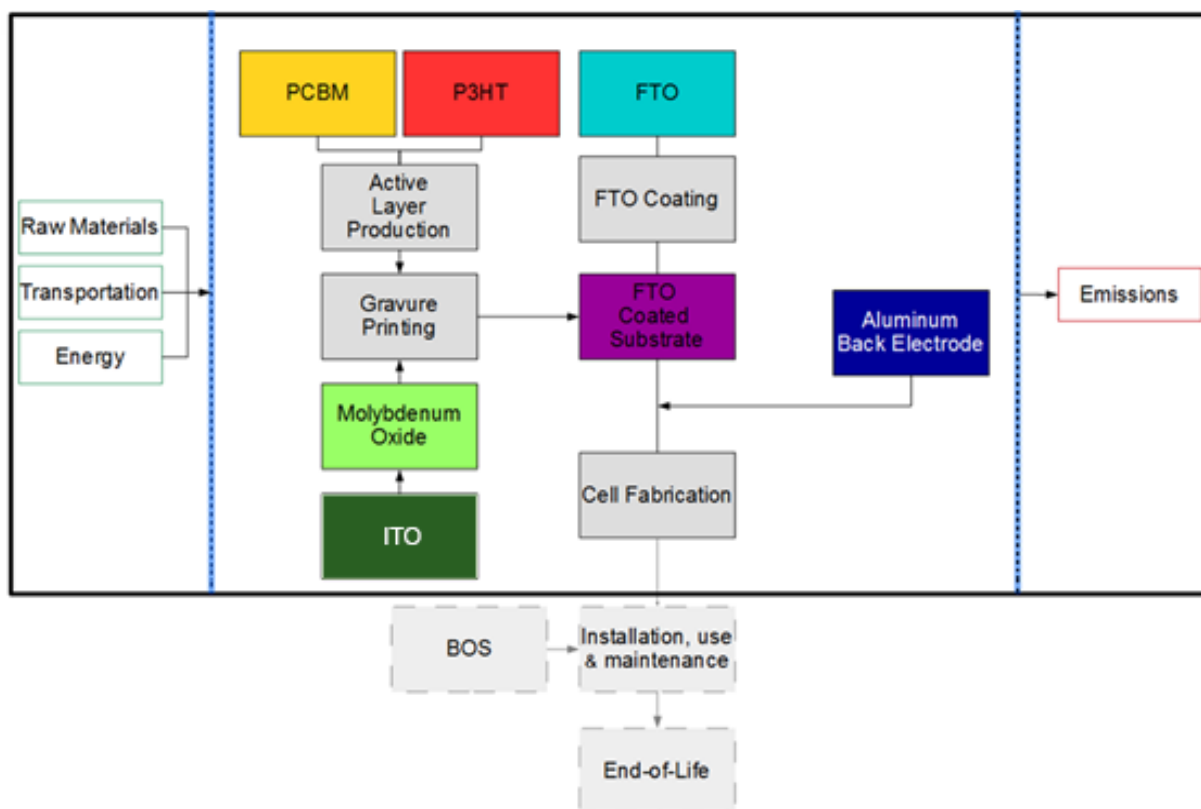 PCBM
P3HT
FTO
Active
Layer
Production
FTO Coating
Raw Materials
Transportation
Energy
Gravure
Printing
FTO
Coated
Substrate
Aluminum
Back Electrode
Emissions
Molybdenum
Oxide
ITO
Cell Fabrication
BOS
Installation, use
& maintenance
End-of-Life